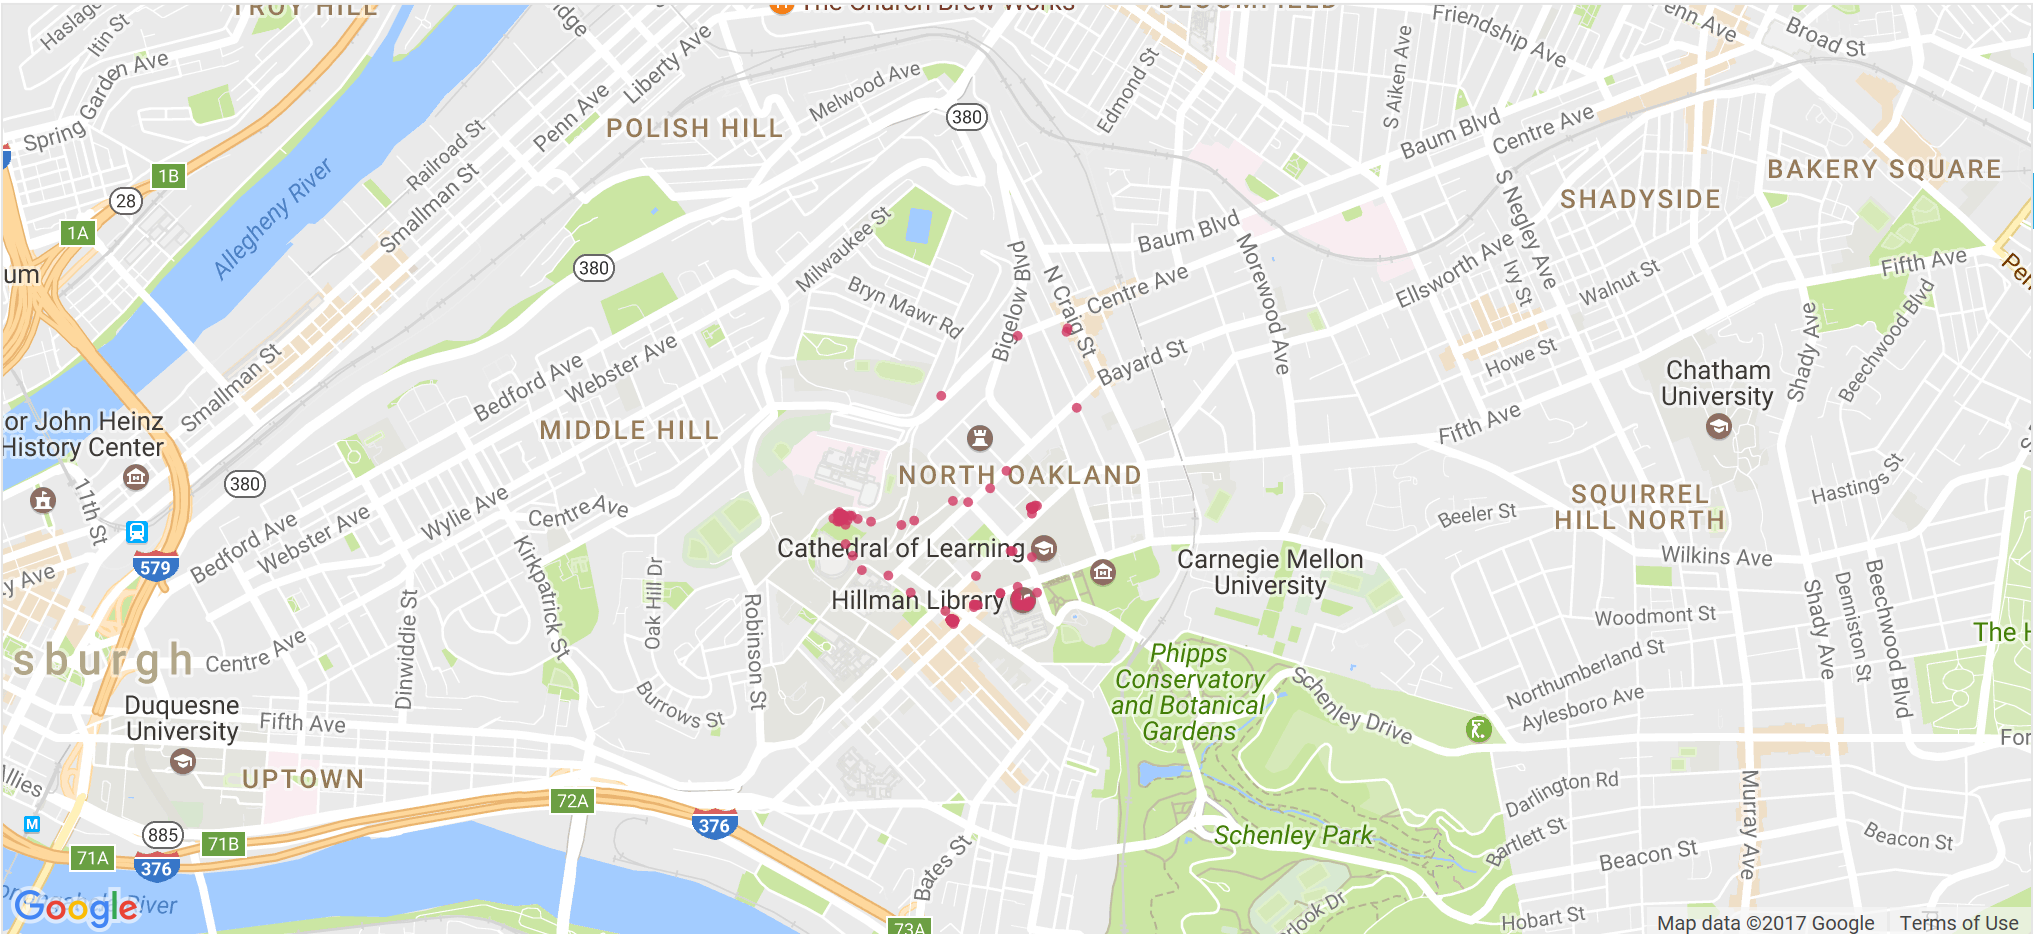 TROY HILL
The Church Brew Works
BLOOMFIELD
Friendship Ave
Penn Ave
Broad St
Itin St
Spring Garden Ave
Liberty Ave
Melwood Ave
Edmond St
S Aiken Ave
Penn Ave
Railroad St
POLISH HILL
380
Baum Blvd
Centre Ave
1B
28
1A
Allegheny River
Smallman St
Milwaukee St
BAKERY SQUARE
SHADYSIDE
S Negley Ave
um
380
Bigelow Blvd
N Craig St
Baum Blvd
Centre Ave
Morewood Ave
Ellsworth Ave
Ivy St
Walnut St
Fifth Ave
Bryn Mawr Rd
Bayard St
Howe St
Shady Ave
Beechwood Blvd
Smallman St
Bedford Ave
Webster Ave
Chatham
University
or John Heinz
History Center
MIDDLE HILL
Fifth Ave
380
11th St
NORTH OAKLAND
SQUIRREL
HILL NORTH
Hastings St
Beeler St
Wylie Ave
Centre Ave
Bedford Ave
Webster Ave
579
Kirkpatrick St
Oak Hill Dr
Cathedral of Learning
Carnegie Mellon
University
Wilkins Ave
Hillman Library
Robinson St
Dinwiddie St
Shady Ave
Denniston St
Beechwood Blvd
Woodmont St
The H
sburgh
Centre Ave
Phipps
Conservatory
and Botanical
Gardens
Schenley Drive
Northumberland St
Aylesboro Ave
Burrows St
Duquesne
University
Fifth Ave
For
UPTOWN
Allies
M
72A
376
Darlington Rd
Murray Ave
885
71B
71A
376
Schenley Park
Bartlett St
Beacon St
Beacon St
Bates St
River
Google
73A
Hobart St
Map data ©2017 Google
Terms of Use